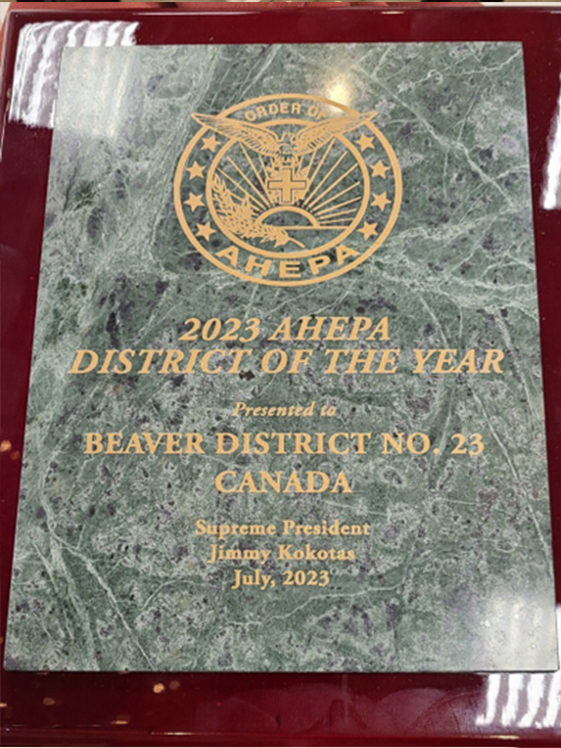 ORDER OF
AHEPA
2023 AHEPA
DISTRICT OF THE YEAR
Presented to
BEAVER DISTRICT NO. 23
CANADA
Supreme President
Jimmy Kokotas
July, 2023